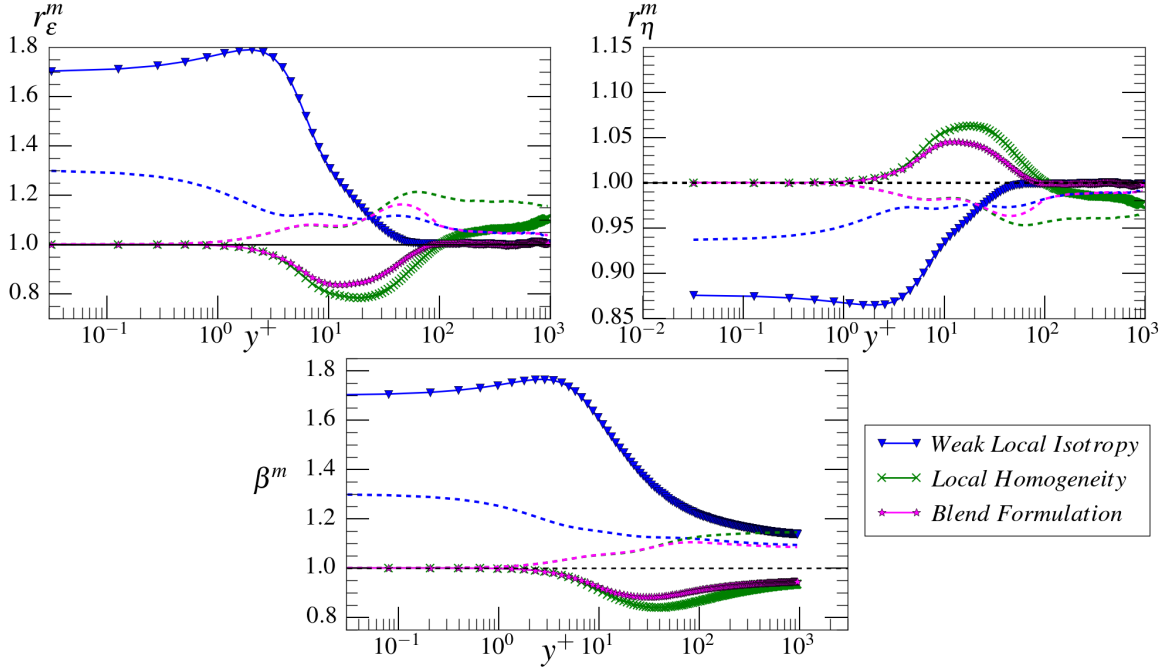 r_ε^m
1.8
1.6
1.4
1.2
1.0
0.8
10^−1 10^0 y^+ 10^1 10^2 10^3
r_η^m
1.15
1.10
1.05
1.00
0.95
0.90
0.85
10^−2 10^−1 10^0 y^+ 10^1 10^2 10^3
β^m
1.8
1.6
1.4
1.2
1.0
0.8
10^−1 10^0 y^+ 10^1 10^2 10^3
Weak Local Isotropy
Local Homogeneity
Blend Formulation